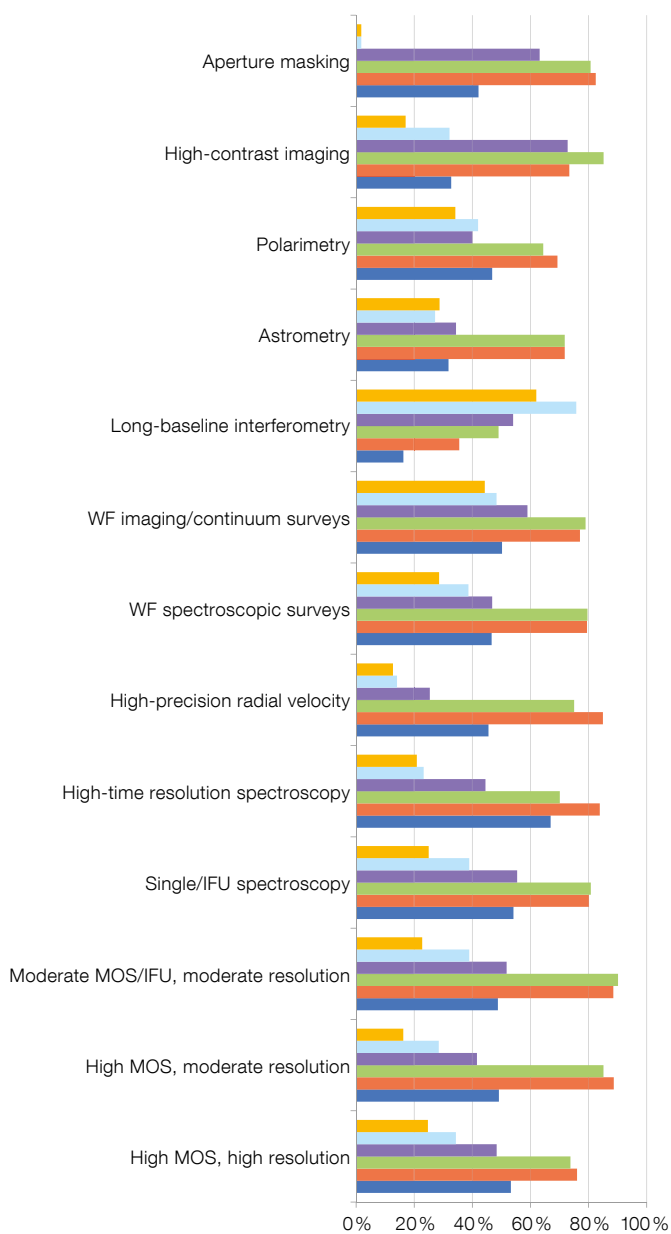 Aperture masking
High-contrast imaging
Polarimetry
Astrometry
Long-baseline interferometry
WF imaging/continuum surveys
WF spectroscopic surveys
High-precision radial velocity
High-time resolution spectroscopy
Single/IFU spectroscopy
Moderate MOS/IFU, moderate resolution
High MOS, moderate resolution
High MOS, high resolution
0% 20% 40% 60% 80% 100%